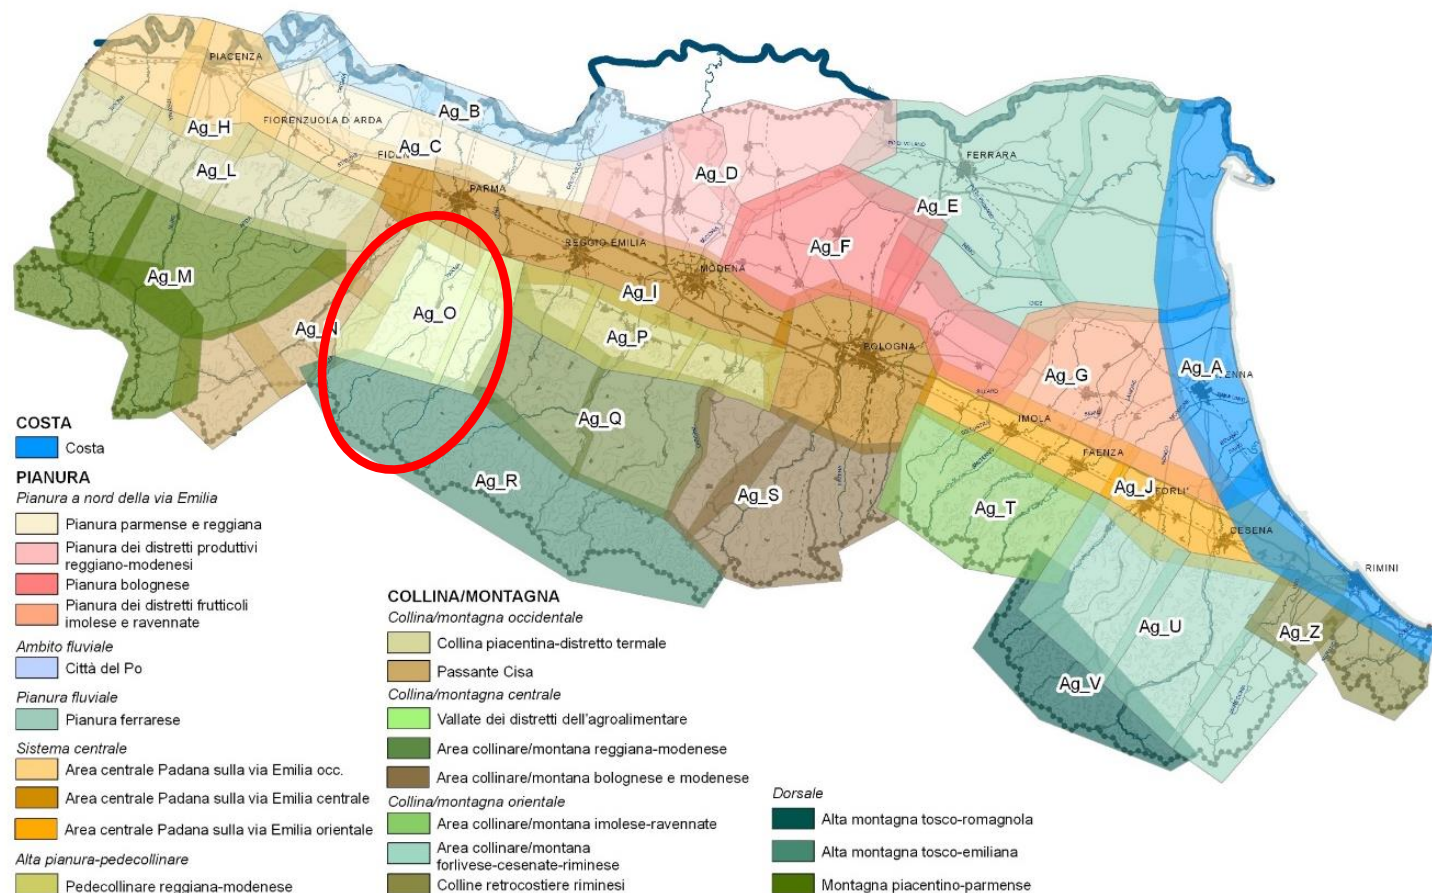 PIACENZA
Ag_B
Ag_H
FIORENZUOLA D'ARDA
Ag_C
FIDEN
Ag_L
Ag_D
FERRARA
PARMA
Ag_E
Ag_F
REGGIO EMILIA
MODENA
Ag_M
Ag_I
Ag_O
Ag_N
Ag_P
BOLOGNA
Ag_G
Ag_A
ENNA
Ag_Q
IMOLA
FAENZA
Ag_R
Ag_S
Ag_J
FORLI'
Ag_T
CESENA
RIMINI
Ag_U
Ag_Z
Ag_V
COSTA
Costa
PIANURA
Pianura a nord della via Emilia
Pianura parmense e reggiana
Pianura dei distretti produttivi
reggiano-modenesi
Pianura bolognese
Pianura dei distretti frutticoli
imolese e ravennate
Ambito fluviale
Città del Po
Pianura fluviale
Pianura ferrarese
Sistema centrale
Area centrale Padana sulla via Emilia occ.
Area centrale Padana sulla via Emilia centrale
Area centrale Padana sulla via Emilia orientale
Alta pianura-pedecollinare
Pedecollinare reggiana-modenese
COLLINA/MONTAGNA
Collina/montagna occidentale
Collina piacentina-distretto termale
Passante Cisa
Collina/montagna centrale
Vallate dei distretti dell'agroalimentare
Area collinare/montana reggiana-modenese
Area collinare/montana bolognese e modenese
Collina/montagna orientale
Area collinare/montana imolese-ravennate
Area collinare/montana
forlivese-cesenate-riminese
Colline retrocostiere riminesi
Dorsale
Alta montagna tosco-romagnola
Alta montagna tosco-emiliana
Montagna piacentino-parmense